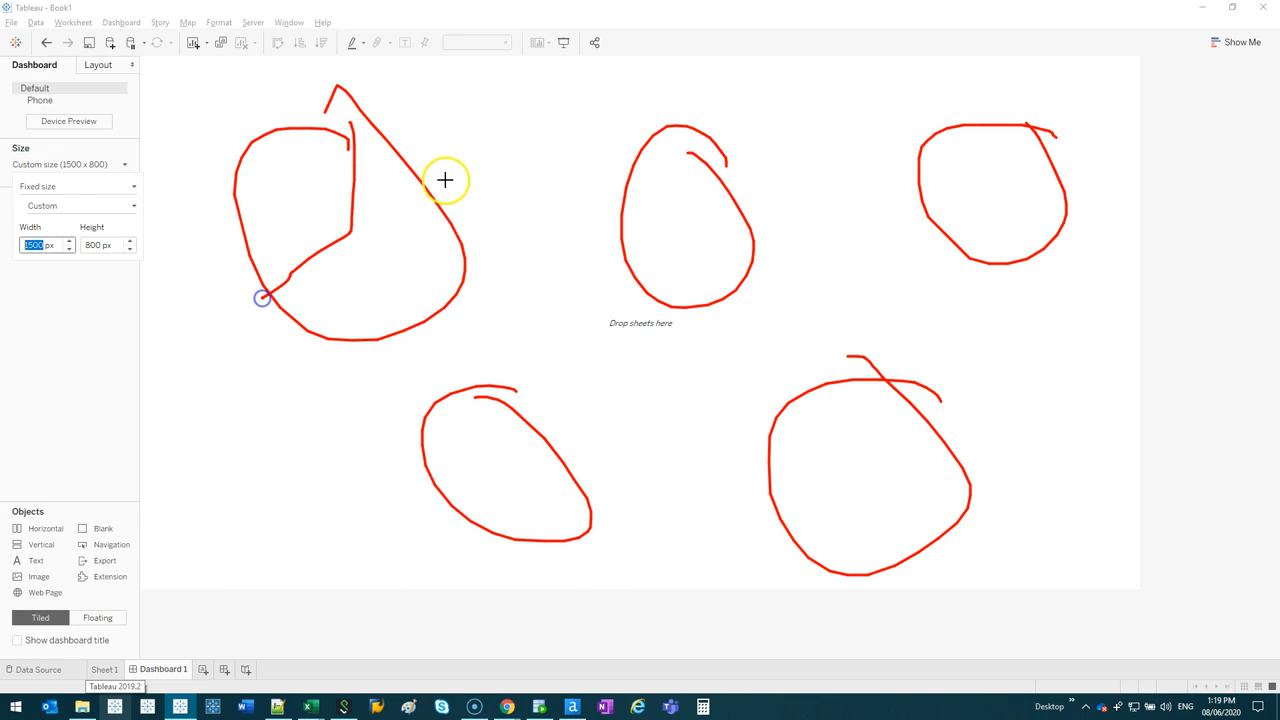 Tableau - Book1
File Data Worksheet Dashboard Story Map Format Analysis Server Window Help
Show Me
Dashboard Layout
Default
Phone
Device Preview
Size
Custom size (1500 x 800)
Fixed size
Custom
Width Height
1500 px 800 px
Drop sheets here
Objects
Horizontal Blank
Vertical Navigation
Text Export
Image Extension
Web Page
Tiled Floating
Show dashboard title
Data Source Sheet 1 Dashboard 1
Tableau 2019.2
Desktop ENG 1:19 PM
08/06/2020